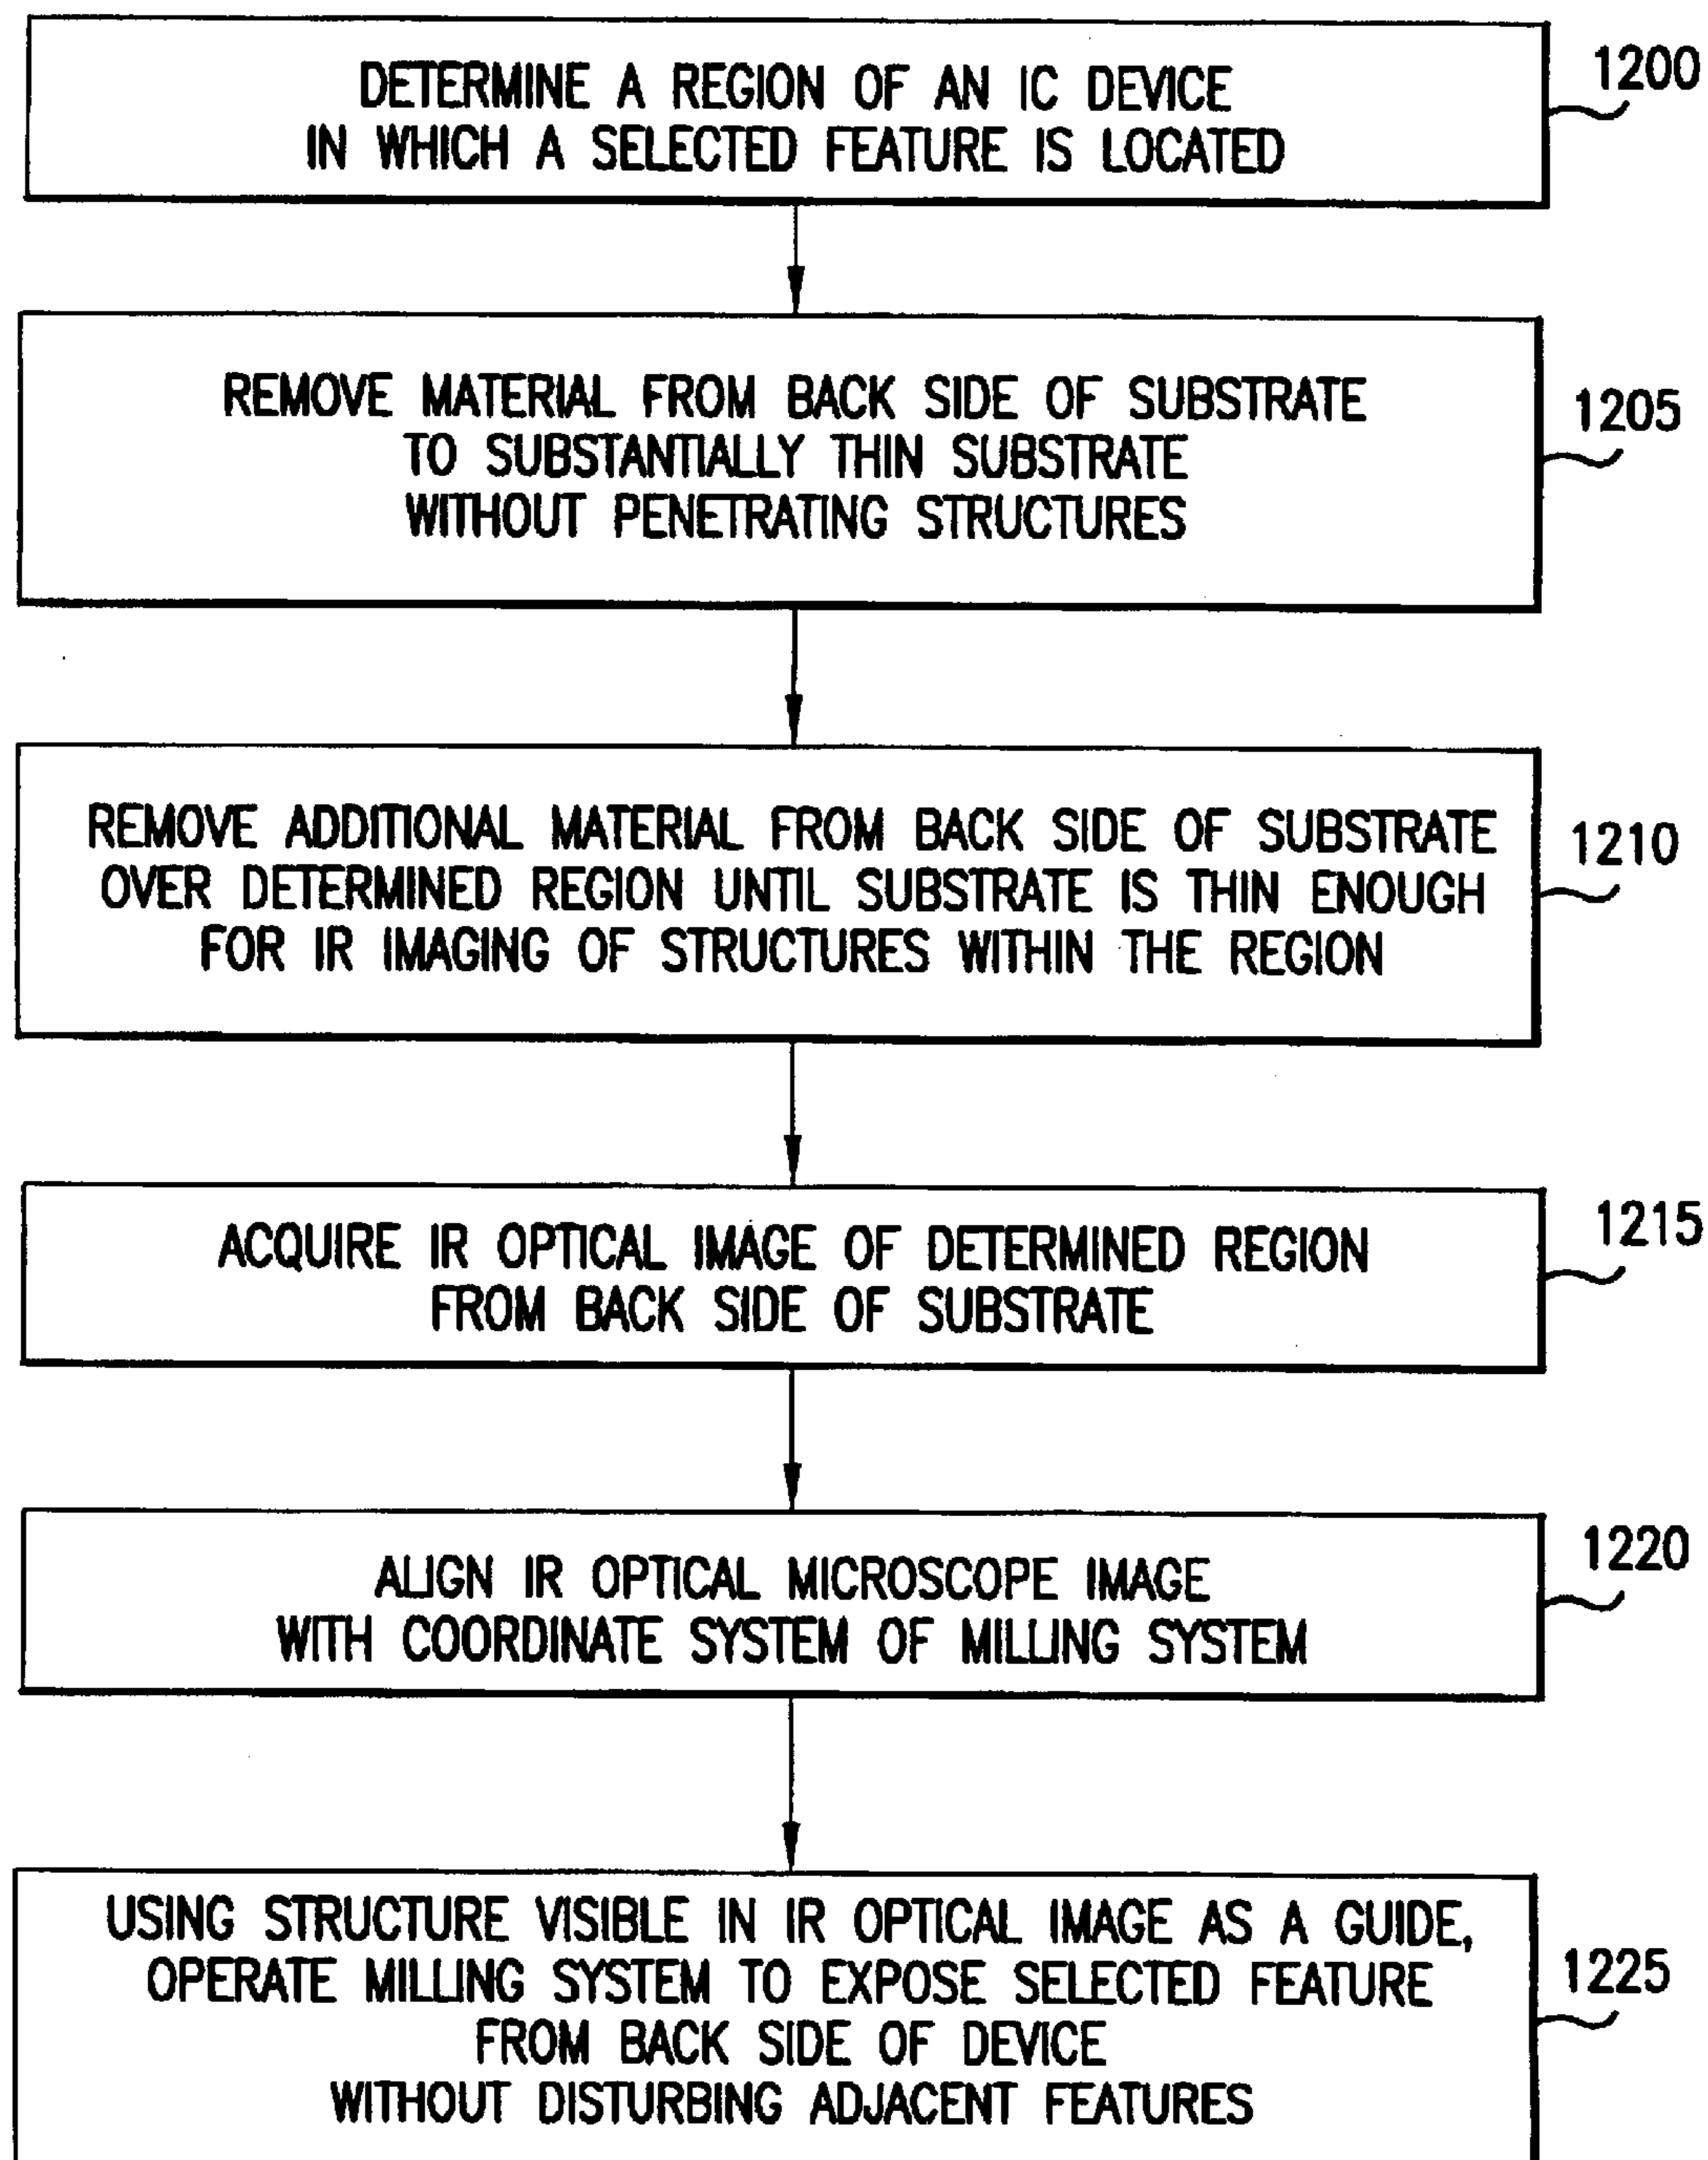 DETERMINE A REGION OF AN IC DEVICE
IN WHICH A SELECTED FEATURE IS LOCATED
1200
REMOVE MATERIAL FROM BACK SIDE OF SUBSTRATE
TO SUBSTANTIALLY THIN SUBSTRATE
WITHOUT PENETRATING STRUCTURES
1205
REMOVE ADDITIONAL MATERIAL FROM BACK SIDE OF SUBSTRATE
OVER DETERMINED REGION UNTIL SUBSTRATE IS THIN ENOUGH
FOR IR IMAGING OF STRUCTURES WITHIN THE REGION
1210
ACQUIRE IR OPTICAL IMAGE OF DETERMINED REGION
FROM BACK SIDE OF SUBSTRATE
1215
ALIGN IR OPTICAL MICROSCOPE IMAGE
WITH COORDINATE SYSTEM OF MILLING SYSTEM
1220
USING STRUCTURE VISIBLE IN IR OPTICAL IMAGE AS A GUIDE,
OPERATE MILLING SYSTEM TO EXPOSE SELECTED FEATURE
FROM BACK SIDE OF DEVICE
WITHOUT DISTURBING ADJACENT FEATURES
1225